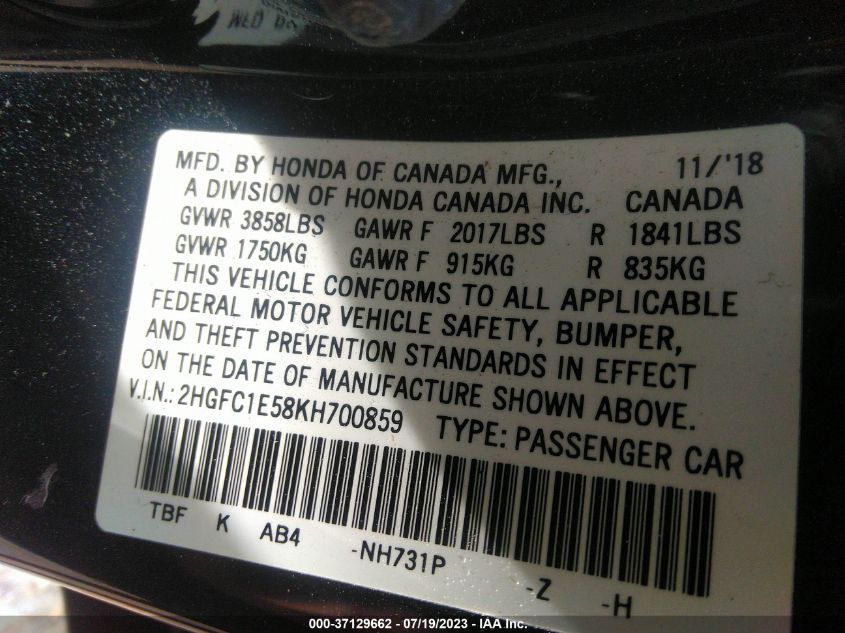 MFD. BY HONDA OF CANADA MFG., 11/'18
A DIVISION OF HONDA CANADA INC. CANADA
GVWR 3858LBS GAWR F 2017LBS R 1841LBS
GVWR 1750KG GAWR F 915KG R 835KG
THIS VEHICLE CONFORMS TO ALL APPLICABLE
FEDERAL MOTOR VEHICLE SAFETY, BUMPER,
AND THEFT PREVENTION STANDARDS IN EFFECT
ON THE DATE OF MANUFACTURE SHOWN ABOVE.
V.I.N.: 2HGFC1E58KH700859 TYPE: PASSENGER CAR
TBF K AB4 -NH731P -Z -H
000-37129662 - 07/19/2023 - IAA Inc.